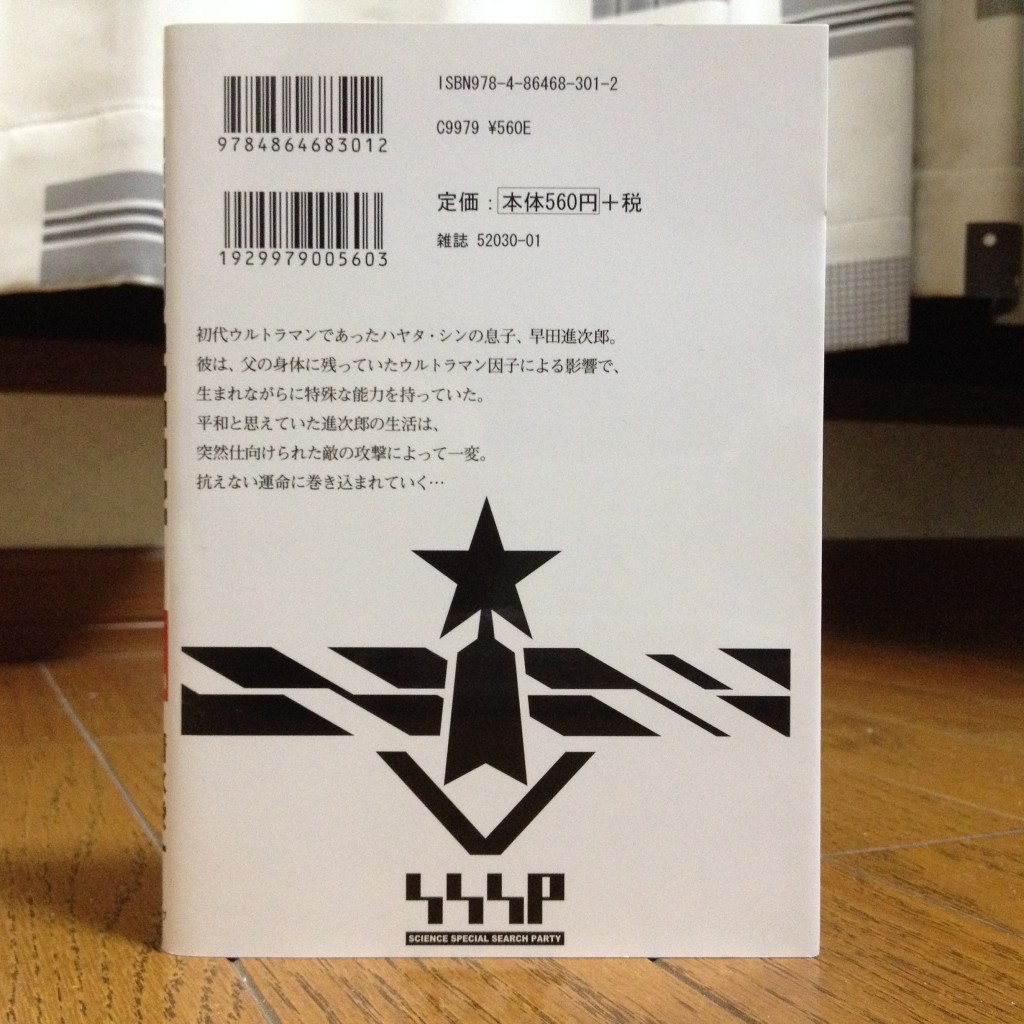 ISBN978-4-86468-301-2
9784864683012
C9979 ¥560E
定価：本体560円＋税
1929979005603
雑誌 52030-01
初代ウルトラマンであったハヤタ・シンの息子、早田進次郎。
彼は、父の身体に残っていたウルトラマン因子による影響で、
生まれながらに特殊な能力を持っていた。
平和と思えていた進次郎の生活は、
突然仕向けられた敵の攻撃によって一変。
抗えない運命に巻き込まれていく…
SSSP
SCIENCE SPECIAL SEARCH PARTY